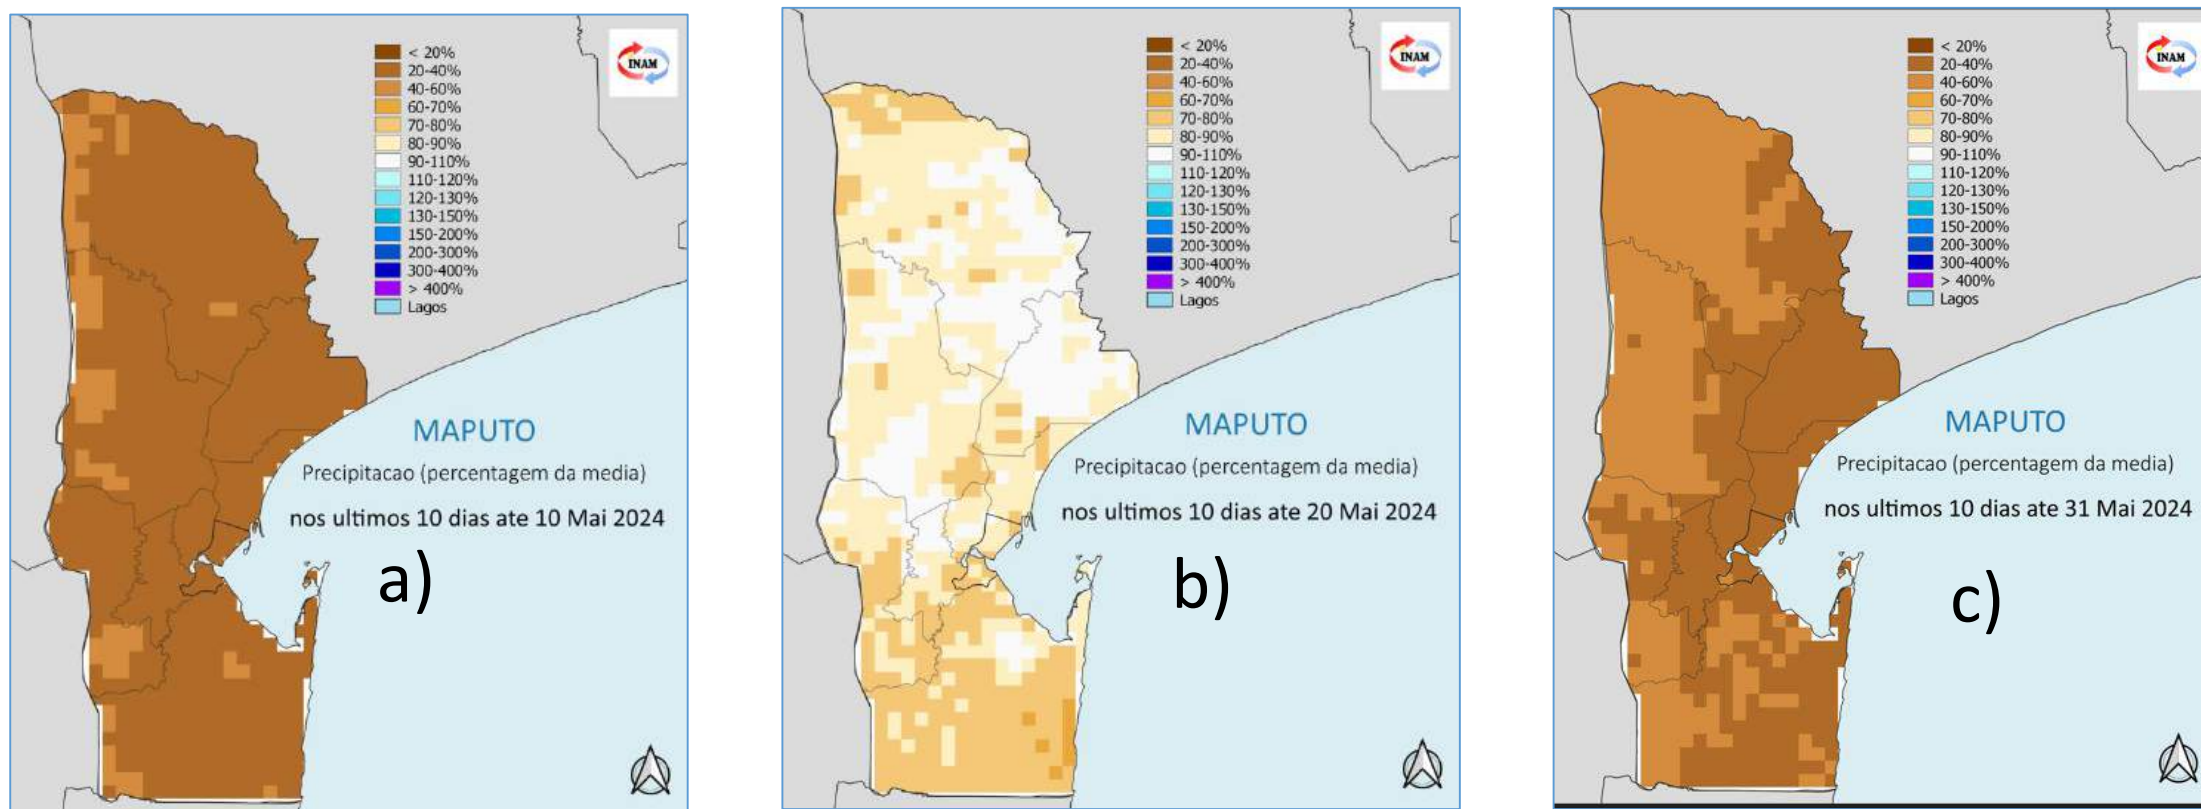 < 20%
20-40%
40-60%
60-70%
70-80%
80-90%
90-110%
110-120%
120-130%
130-150%
150-200%
200-300%
300-400%
> 400%
Lagos
INAM
MAPUTO
Precipitacao (percentagem da media)
nos ultimos 10 dias ate 10 Mai 2024
a)
< 20%
20-40%
40-60%
60-70%
70-80%
80-90%
90-110%
110-120%
120-130%
130-150%
150-200%
200-300%
300-400%
> 400%
Lagos
INAM
MAPUTO
Precipitacao (percentagem da media)
nos ultimos 10 dias ate 20 Mai 2024
b)
< 20%
20-40%
40-60%
60-70%
70-80%
80-90%
90-110%
110-120%
120-130%
130-150%
150-200%
200-300%
300-400%
> 400%
Lagos
INAM
MAPUTO
Precipitacao (percentagem da media)
nos ultimos 10 dias ate 31 Mai 2024
c)